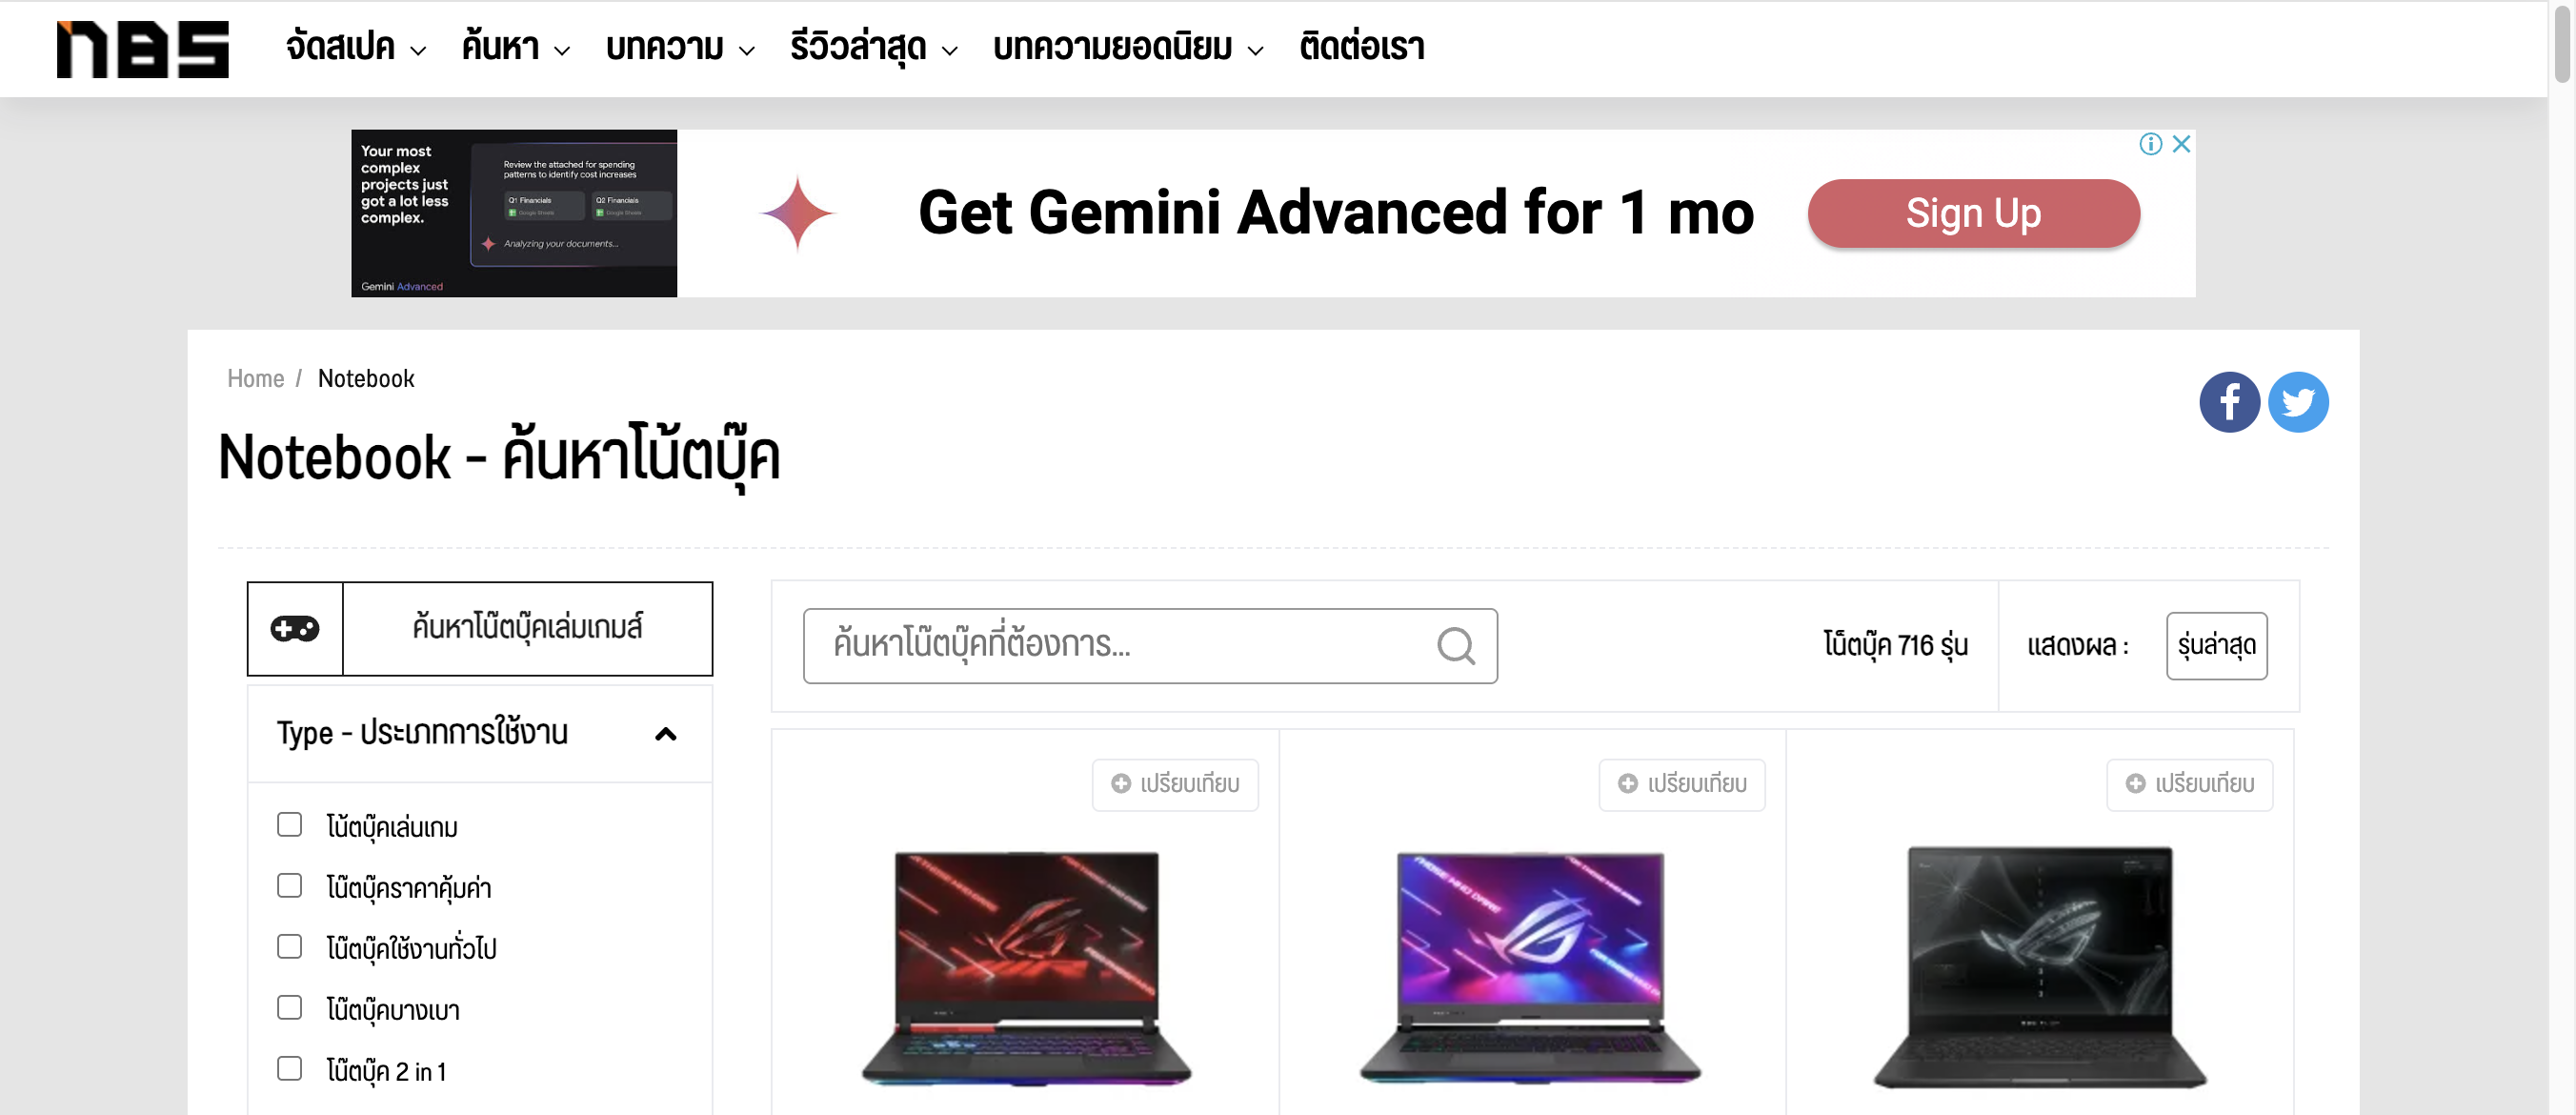 n85
จัดสเปค
ค้นหา
บทความ
รีวิวล่าสุด
บทความยอดนิยม
ติดต่อเรา
Your most
complex
projects just
got a lot less
complex.
Review the attached for spending
patterns to identify cost increases
Q1 Financials
Google Sheets
Q2 Financials
Google Sheets
Analyzing your documents...
Gemini Advanced
Get Gemini Advanced for 1 mo
Sign Up
Home / Notebook
Notebook - ค้นหาโน้ตบุ๊ค
ค้นหาโน๊ตบุ๊คเล่มเกมส์
ค้นหาโน๊ตบุ๊คที่ต้องการ...
โน็ตบุ๊ค 716 รุ่น
แสดงผล :
รุ่นล่าสุด
Type - ประเภทการใช้งาน
โน้ตบุ๊คเล่นเกม
โน๊ตบุ๊คราคาคุ้มค่า
โน๊ตบุ๊คใช้งานทั่วไป
โน๊ตบุ๊คบางเบา
โน๊ตบุ๊ค 2 in 1
เปรียบเทียบ
เปรียบเทียบ
เปรียบเทียบ